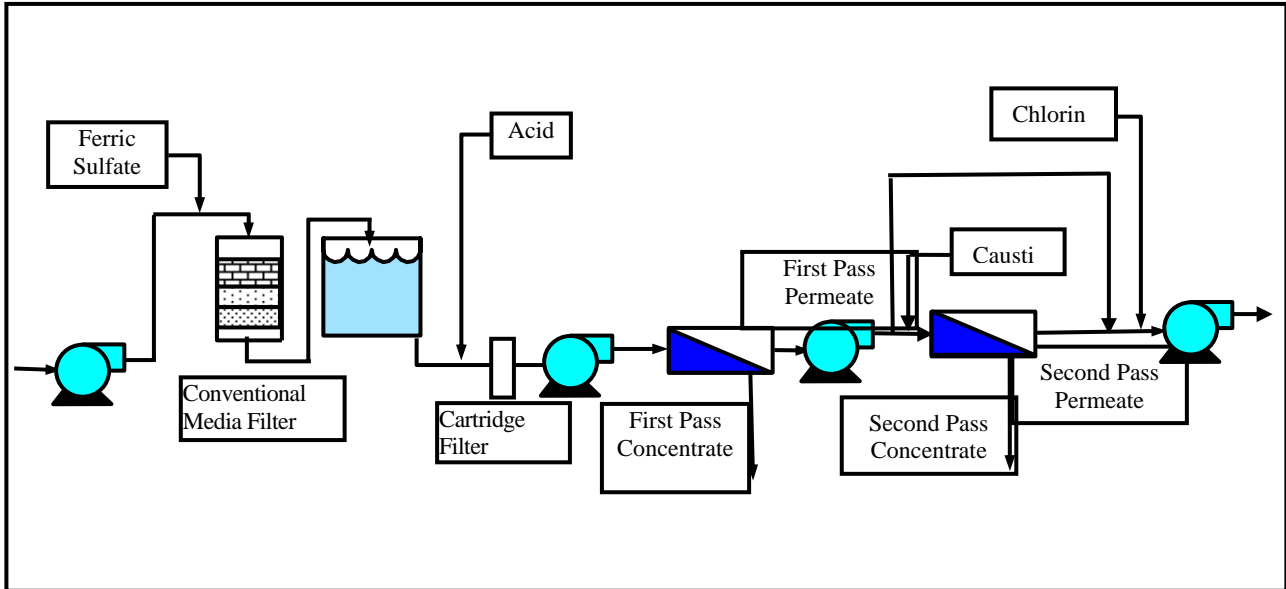 Ferric
Sulfate
Conventional
Media Filter
Acid
Cartridge
Filter
First Pass
Concentrate
First Pass
Permeate
Causti
Chlorin
Second Pass
Concentrate
Second Pass
Permeate